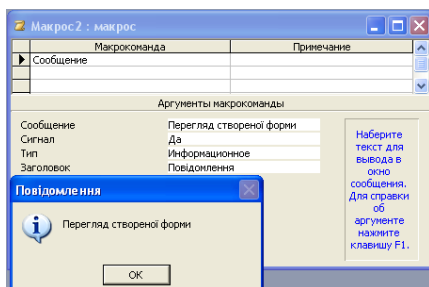 Макрос2 : макрос
Макрокоманда Примечание
Сообщение
Аргументы макрокоманды
Сообщение Перегляд створеної форми
Сигнал Да
Тип Информационное
Заголовок Повідомлення
Наберите
текст для
вывода в
окно
сообщения.
Для справки
об
аргументе
нажмите
клавишу F1.
Повідомлення
Перегляд створеної форми
ОК